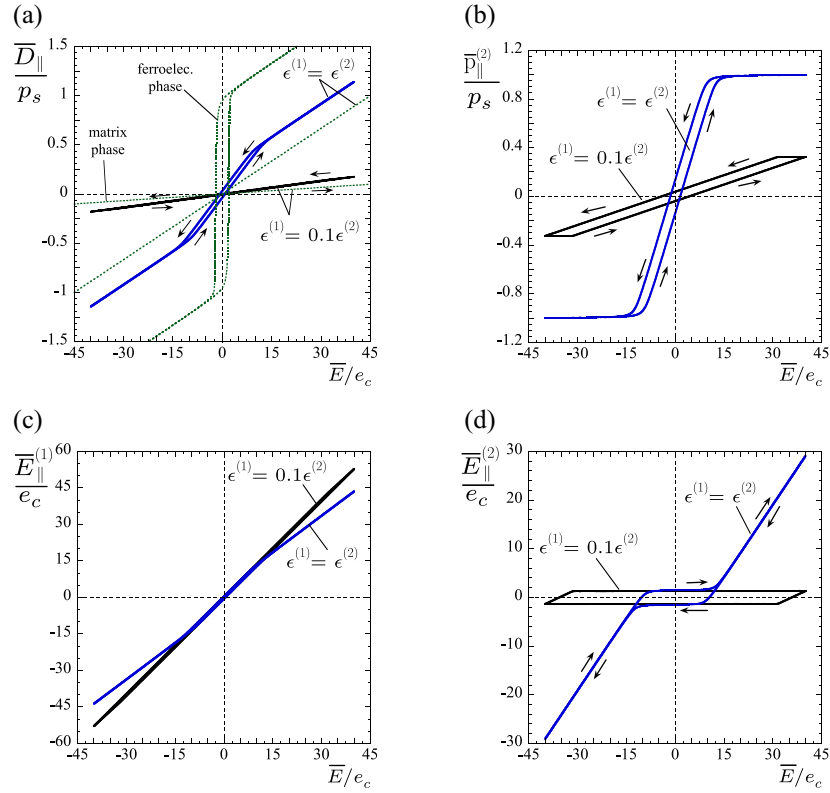 (a)
D̅∥/pₛ
1.5
1
0.5
0
-0.5
-1
-1.5
ferroelec.
phase
ϵ⁽¹⁾= ϵ⁽²⁾
matrix
phase
ϵ⁽¹⁾= 0.1ϵ⁽²⁾
-45 -30 -15 0 15 30 45
E̅/e_c
(b)
p̅∥⁽²⁾/pₛ
1.2
0.8
0.4
0
-0.4
-0.8
-1.2
ϵ⁽¹⁾= ϵ⁽²⁾
ϵ⁽¹⁾= 0.1ϵ⁽²⁾
-45 -30 -15 0 15 30 45
E̅/e_c
(c)
E̅∥⁽¹⁾/e_c
60
45
30
15
0
-15
-30
-45
-60
ϵ⁽¹⁾= 0.1ϵ⁽²⁾
ϵ⁽¹⁾= ϵ⁽²⁾
-45 -30 -15 0 15 30 45
E̅/e_c
(d)
E̅∥⁽²⁾/e_c
30
20
10
0
-10
-20
-30
ϵ⁽¹⁾= ϵ⁽²⁾
ϵ⁽¹⁾= 0.1ϵ⁽²⁾
-45 -30 -15 0 15 30 45
E̅/e_c